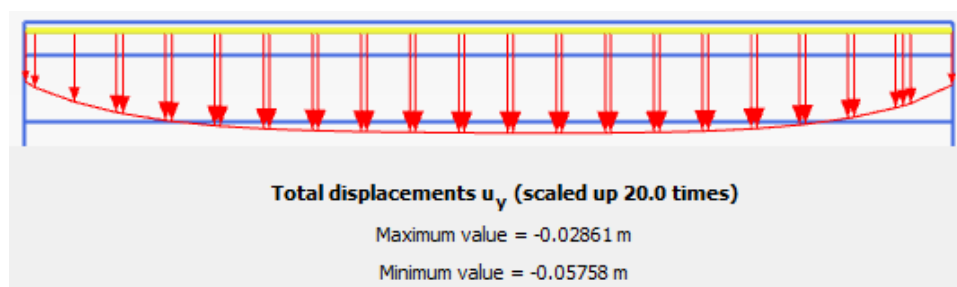 Total displacements uy (scaled up 20.0 times)
Maximum value = -0.02861 m
Minimum value = -0.05758 m